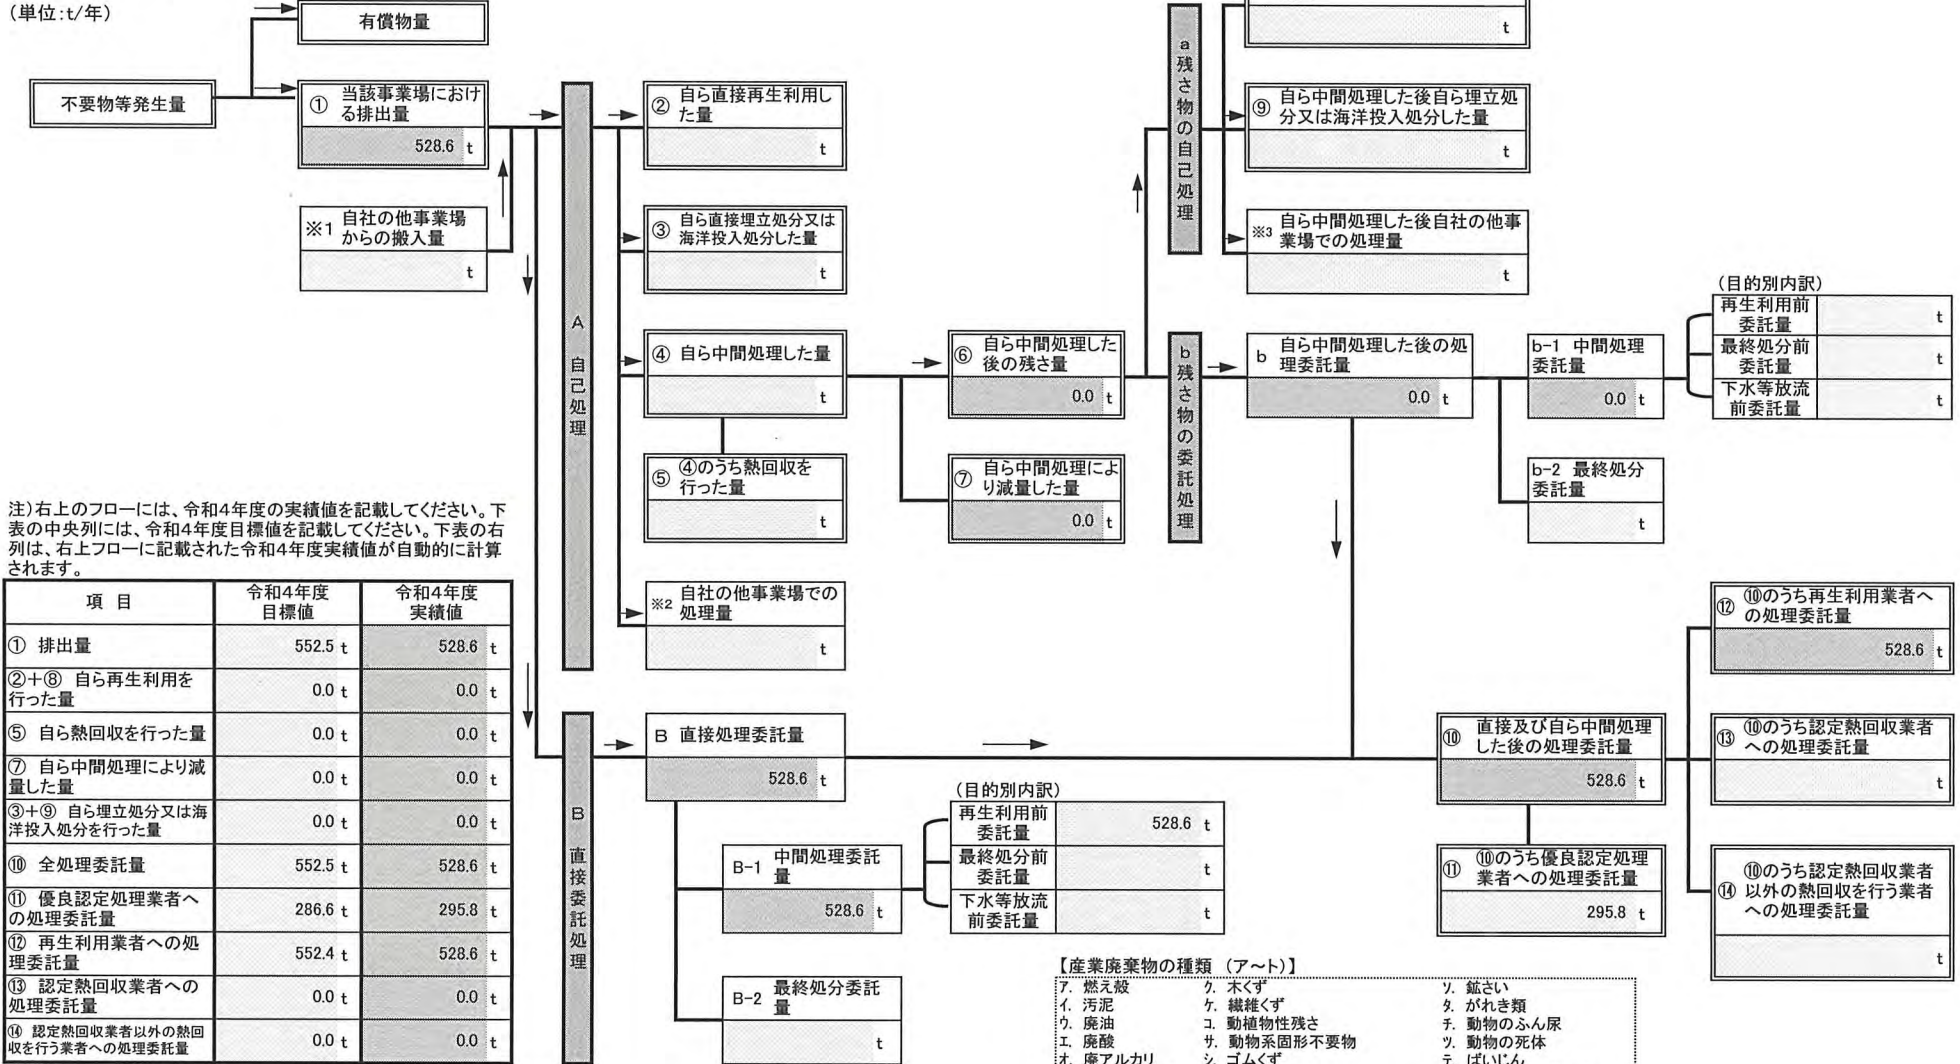 (単位:t/年)
有償物量
不要物等発生量
① 当該事業場におけ
る排出量
528.6 t
※1 自社の他事業場
からの搬入量
t
A 自己処理
② 自ら直接再生利用し
た量
t
③ 自ら直接埋立処分又は
海洋投入処分した量
t
④ 自ら中間処理した量
t
⑤ ④のうち熱回収を
行った量
t
※2 自社の他事業場での
処理量
t
⑥ 自ら中間処理した
後の残さ量
0.0 t
⑦ 自ら中間処理によ
り減量した量
0.0 t
a 残さ物の自己処理
t
⑨ 自ら中間処理した後自ら埋立処
分又は海洋投入処分した量
t
※3 自ら中間処理した後自社の他事
業場での処理量
t
b 残さ物の委託処理
b 自ら中間処理した後の処
理委託量
0.0 t
b-1 中間処理
委託量
0.0 t
(目的別内訳)
再生利用前
委託量 t
最終処分前
委託量 t
下水等放流
前委託量 t
b-2 最終処分
委託量
t
注)右上のフローには、令和4年度の実績値を記載してください。下
表の中央列には、令和4年度目標値を記載してください。下表の右
列は、右上フローに記載された令和4年度実績値が自動的に計算
されます。
項 目 令和4年度
目標値 令和4年度
実績値
① 排出量 552.5 t 528.6 t
②+⑧ 自ら再生利用を
行った量 0.0 t 0.0 t
⑤ 自ら熱回収を行った量 0.0 t 0.0 t
⑦ 自ら中間処理により減
量した量 0.0 t 0.0 t
③+⑨ 自ら埋立処分又は海
洋投入処分を行った量 0.0 t 0.0 t
⑩ 全処理委託量 552.5 t 528.6 t
⑪ 優良認定処理業者へ
の処理委託量 286.6 t 295.8 t
⑫ 再生利用業者への処
理委託量 552.4 t 528.6 t
⑬ 認定熱回収業者への
処理委託量 0.0 t 0.0 t
⑭ 認定熱回収業者以外の熱回
収を行う業者への処理委託量 0.0 t 0.0 t
B 直接委託処理
B 直接処理委託量
528.6 t
B-1 中間処理委託
量
528.6 t
(目的別内訳)
再生利用前
委託量 528.6 t
最終処分前
委託量 t
下水等放流
前委託量 t
B-2 最終処分委託
量
t
⑩ 直接及び自ら中間処理
した後の処理委託量
528.6 t
⑪ ⑩のうち優良認定処理
業者への処理委託量
295.8 t
⑫ ⑩のうち再生利用業者へ
の処理委託量
528.6 t
⑬ ⑩のうち認定熱回収業者
への処理委託量
t
⑭ ⑩のうち認定熱回収業者
以外の熱回収を行う業者
への処理委託量
t
【産業廃棄物の種類 (ア~ト)】
ア. 燃え殻 ク. 木くず ソ. 鉱さい
イ. 汚泥 ケ. 繊維くず タ. がれき類
ウ. 廃油 コ. 動植物性残さ チ. 動物のふん尿
エ. 廃酸 サ. 動物系固形不要物 ツ. 動物の死体
オ. 廃アルカリ シ. ゴムくず テ. ばいじん